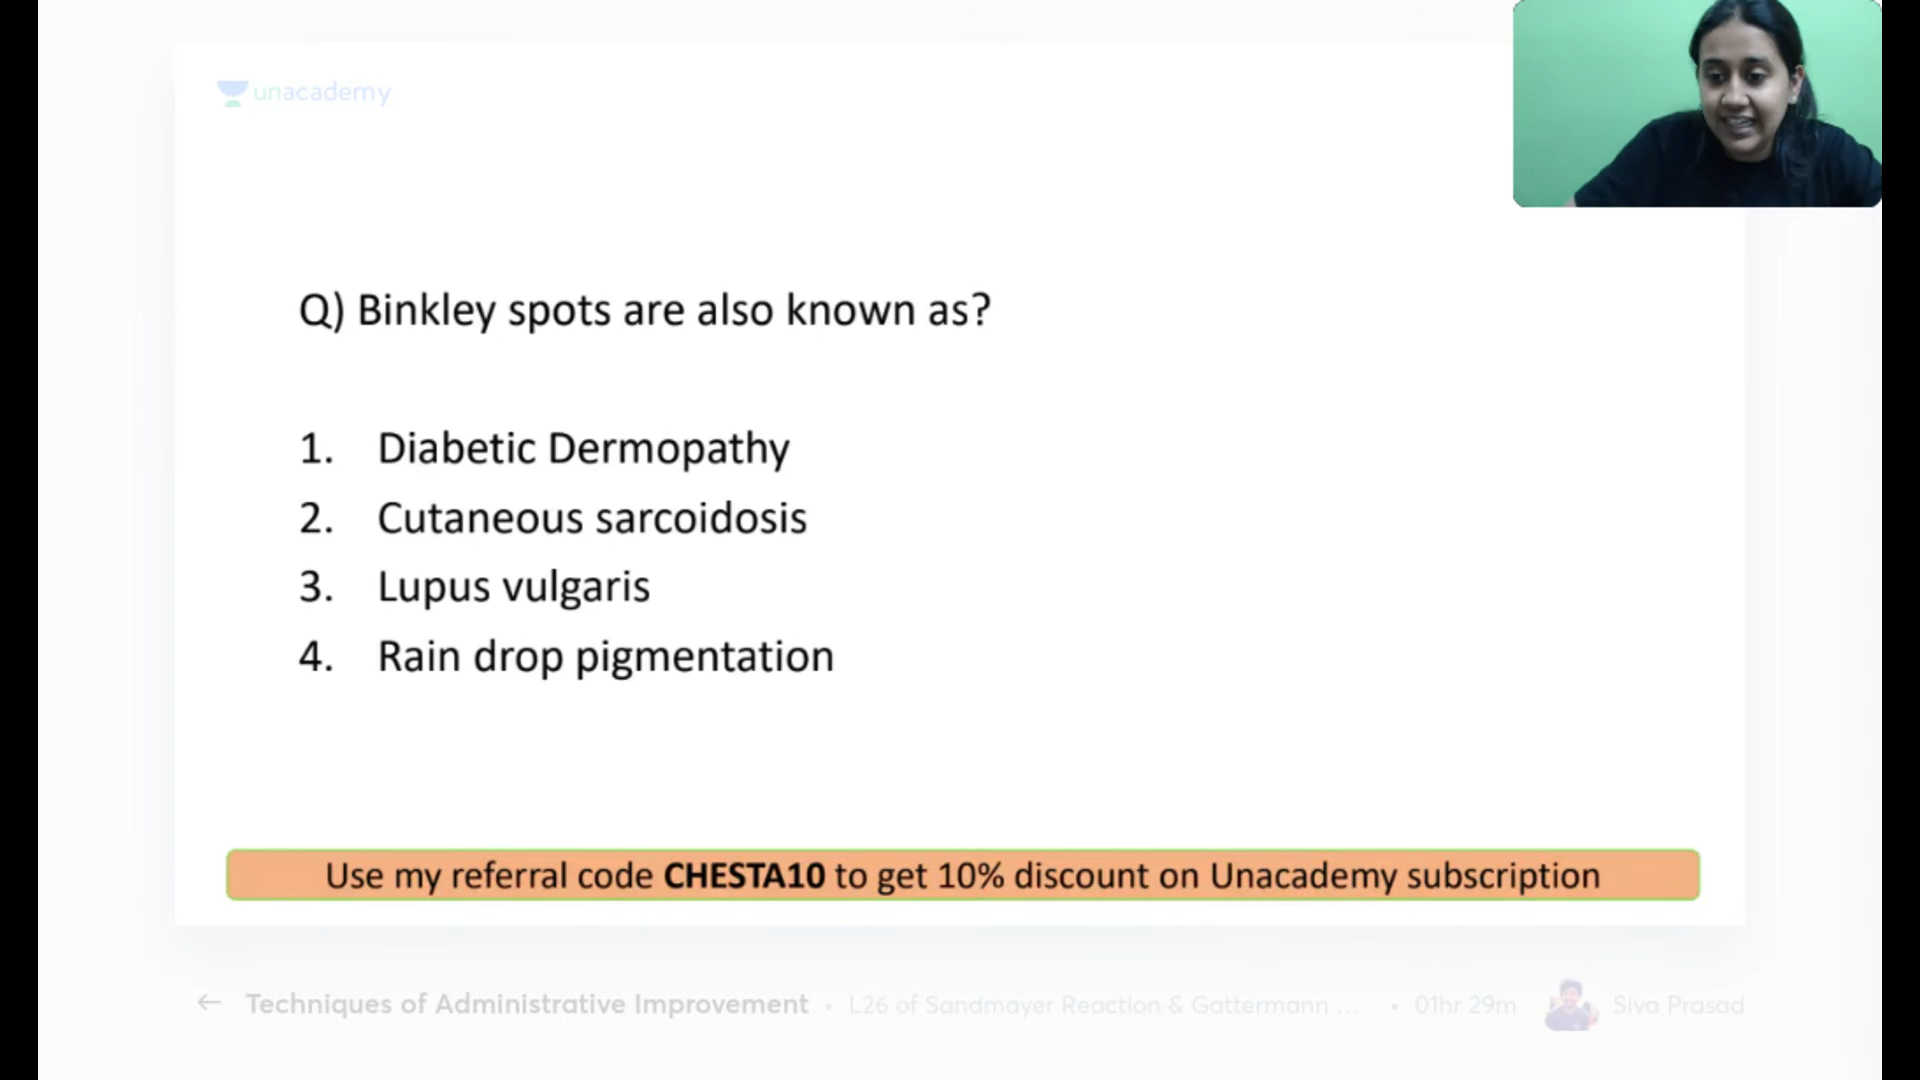 unacademy
Q) Binkley spots are also known as?
1. Diabetic Dermopathy
2. Cutaneous sarcoidosis
3. Lupus vulgaris
4. Rain drop pigmentation
Use my referral code CHESTA10 to get 10% discount on Unacademy subscription
← Techniques of Administrative Improvement • L26 of Sandmayer Reaction & Gattermann ... • 01hr 29m Siva Prasad